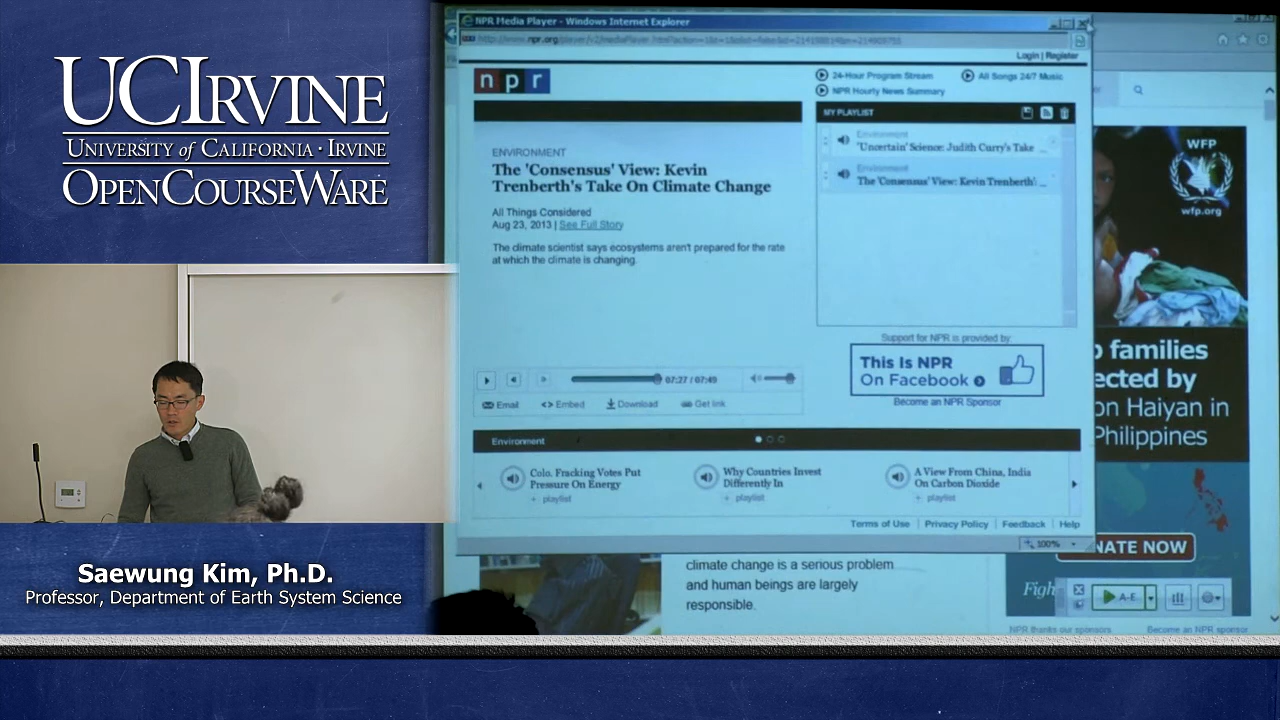 UCIRVINE
UNIVERSITY of CALIFORNIA · IRVINE
OPENCOURSEWARE
Saewung Kim, Ph.D.
Professor, Department of Earth System Science
NPR Media Player - Windows Internet Explorer
Login | Register
npr
24-Hour Program Stream
All Songs 24/7 Music
NPR Hourly News Summary
ENVIRONMENT
The 'Consensus' View: Kevin
Trenberth's Take On Climate Change
All Things Considered
Aug 23, 2013 | See Full Story
The climate scientist says ecosystems aren't prepared for the rate
at which the climate is changing.
07:27 / 07:49
Email
<> Embed
Download
Get link
MY PLAYLIST
Environment
'Uncertain' Science: Judith Curry's Take ...
Environment
The 'Consensus' View: Kevin Trenberth' ...
Support for NPR is provided by:
This Is NPR
On Facebook
Become an NPR Sponsor
Environment
Colo. Fracking Votes Put
Pressure On Energy
+ playlist
Why Countries Invest
Differently In
+ playlist
A View From China, India
On Carbon Dioxide
+ playlist
Terms of Use | Privacy Policy | Feedback | Help
100%
climate change is a serious problem
and human beings are largely
responsible.
WFP
wfp.org
families
ected by
on Haiyan in
Philippines
NATE NOW
Figh
A-E
NPR thanks our sponsors
Become an NPR sponsor